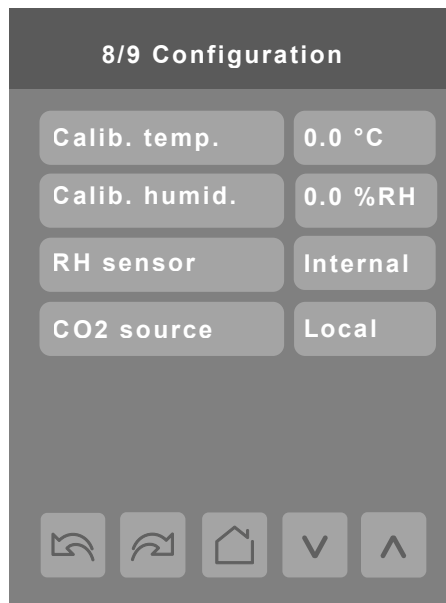 8/9 Configuration
Calib. temp. 0.0 °C
Calib. humid. 0.0 %RH
RH sensor Internal
CO2 source Local